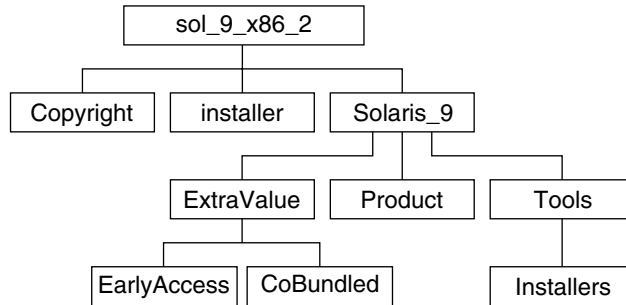 sol_9_x86_2
Copyright
installer
Solaris_9
ExtraValue
Product
Tools
EarlyAccess
CoBundled
Installers